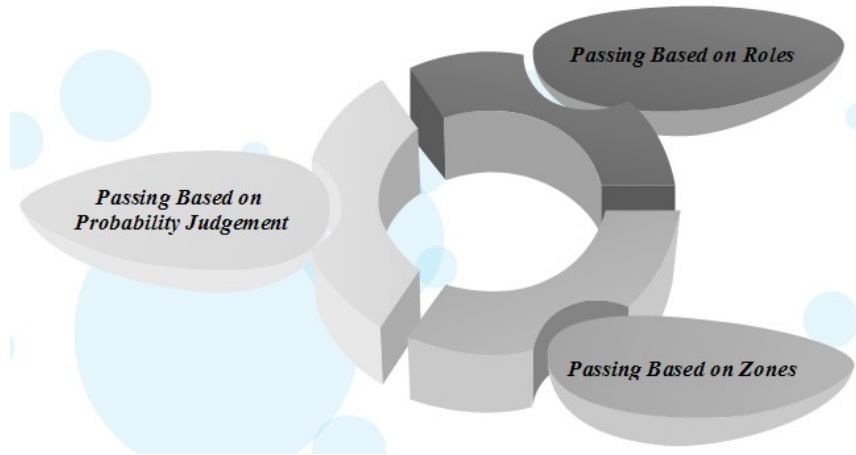 Passing Based on Roles
Passing Based on
Probability Judgement
Passing Based on Zones